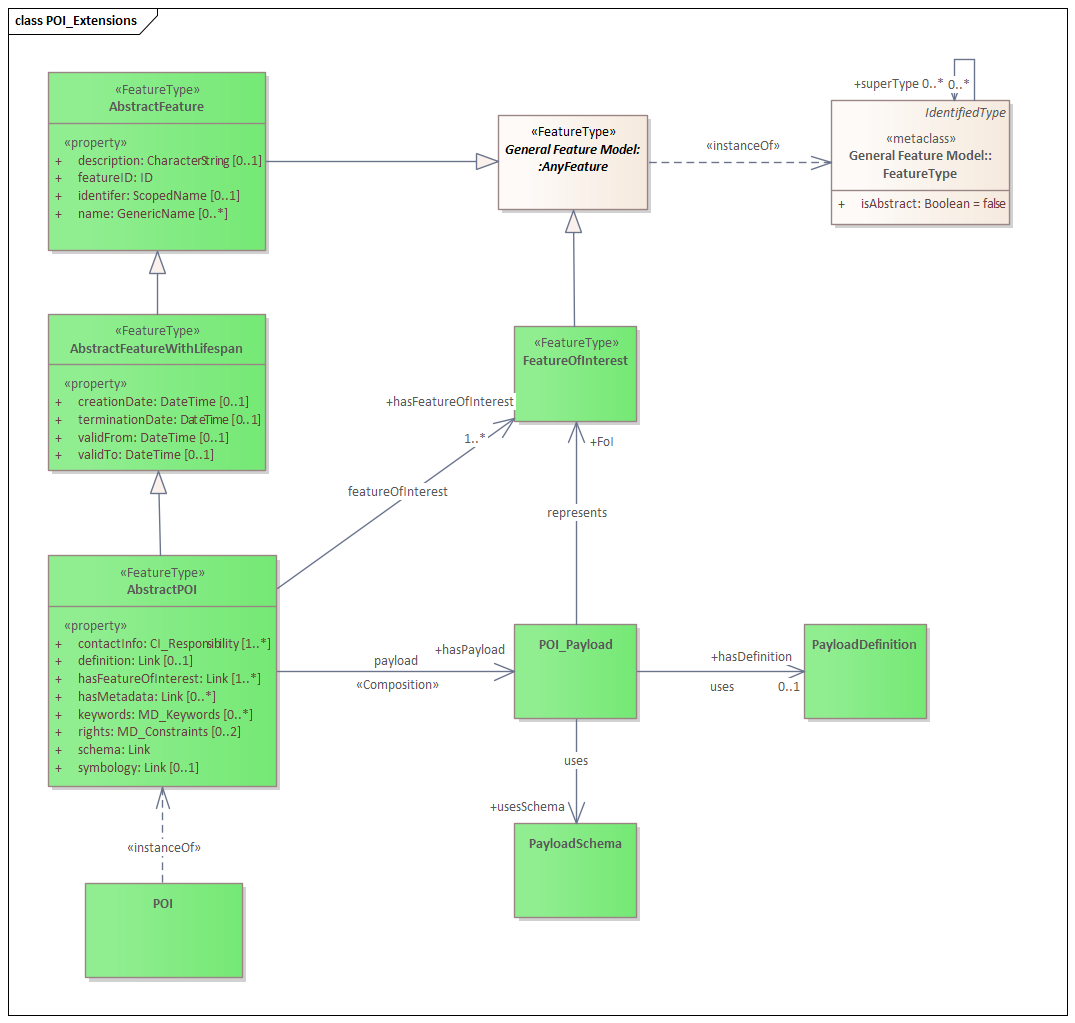 class POI_Extensions
«FeatureType»
AbstractFeature
«property»
+ description: CharacterString [0..1]
+ featureID: ID
+ identifer: ScopedName [0..1]
+ name: GenericName [0..*]
«FeatureType»
General Feature Model:
:AnyFeature
«instanceOf»
+superType 0..* 0..*
IdentifiedType
«metaclass»
General Feature Model::
FeatureType
+ isAbstract: Boolean = false
«FeatureType»
AbstractFeatureWithLifespan
«property»
+ creationDate: DateTime [0..1]
+ terminationDate: DateTime [0..1]
+ validFrom: DateTime [0..1]
+ validTo: DateTime [0..1]
«FeatureType»
FeatureOfInterest
+hasFeatureOfInterest
1..*
+FoI
featureOfInterest
represents
«FeatureType»
AbstractPOI
«property»
+ contactInfo: CI_Responsibility [1..*]
+ definition: Link [0..1]
+ hasFeatureOfInterest: Link [1..*]
+ hasMetadata: Link [0..*]
+ keywords: MD_Keywords [0..*]
+ rights: MD_Constraints [0..2]
+ schema: Link
+ symbology: Link [0..1]
+hasPayload
payload
«Composition»
POI_Payload
+hasDefinition
uses 0..1
PayloadDefinition
uses
+usesSchema
PayloadSchema
«instanceOf»
POI